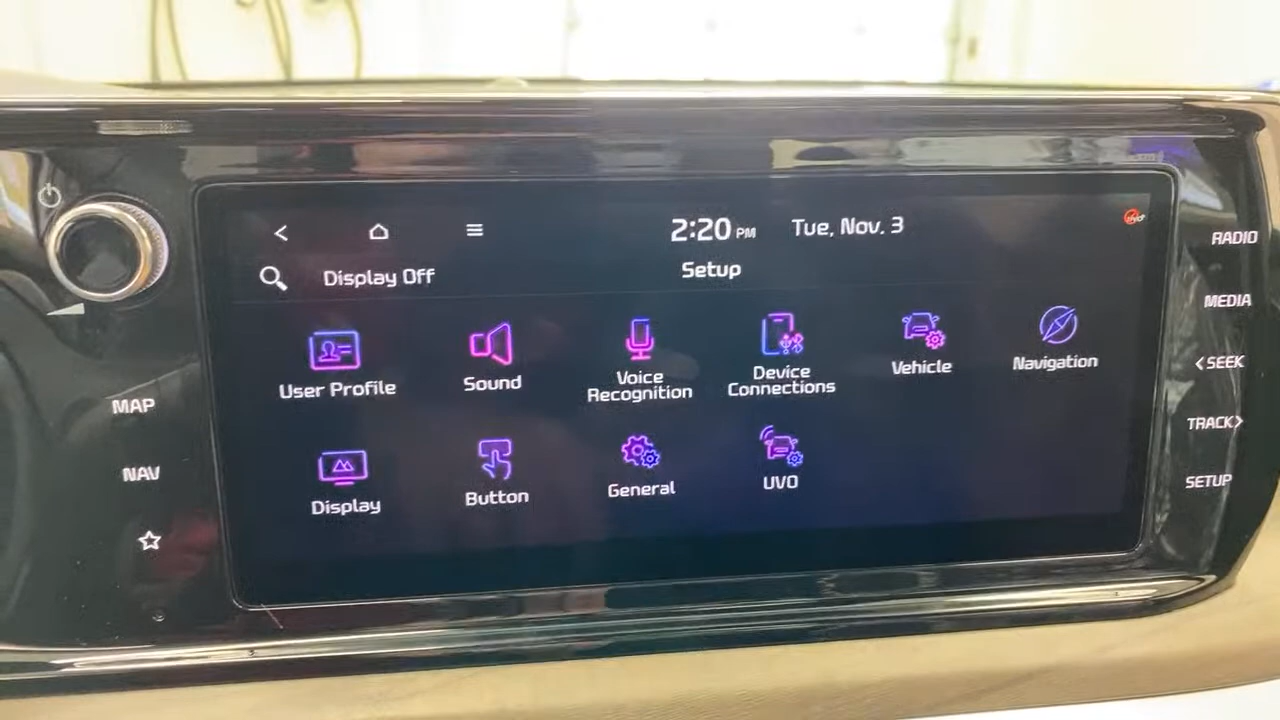 2:20 PM Tue, Nov. 3
Display Off Setup
User Profile
Sound
Voice
Recognition
Device
Connections
Vehicle
Navigation
Display
Button
General
UVO
MAP
NAV
RADIO
MEDIA
<SEEK
TRACK>
SETUP